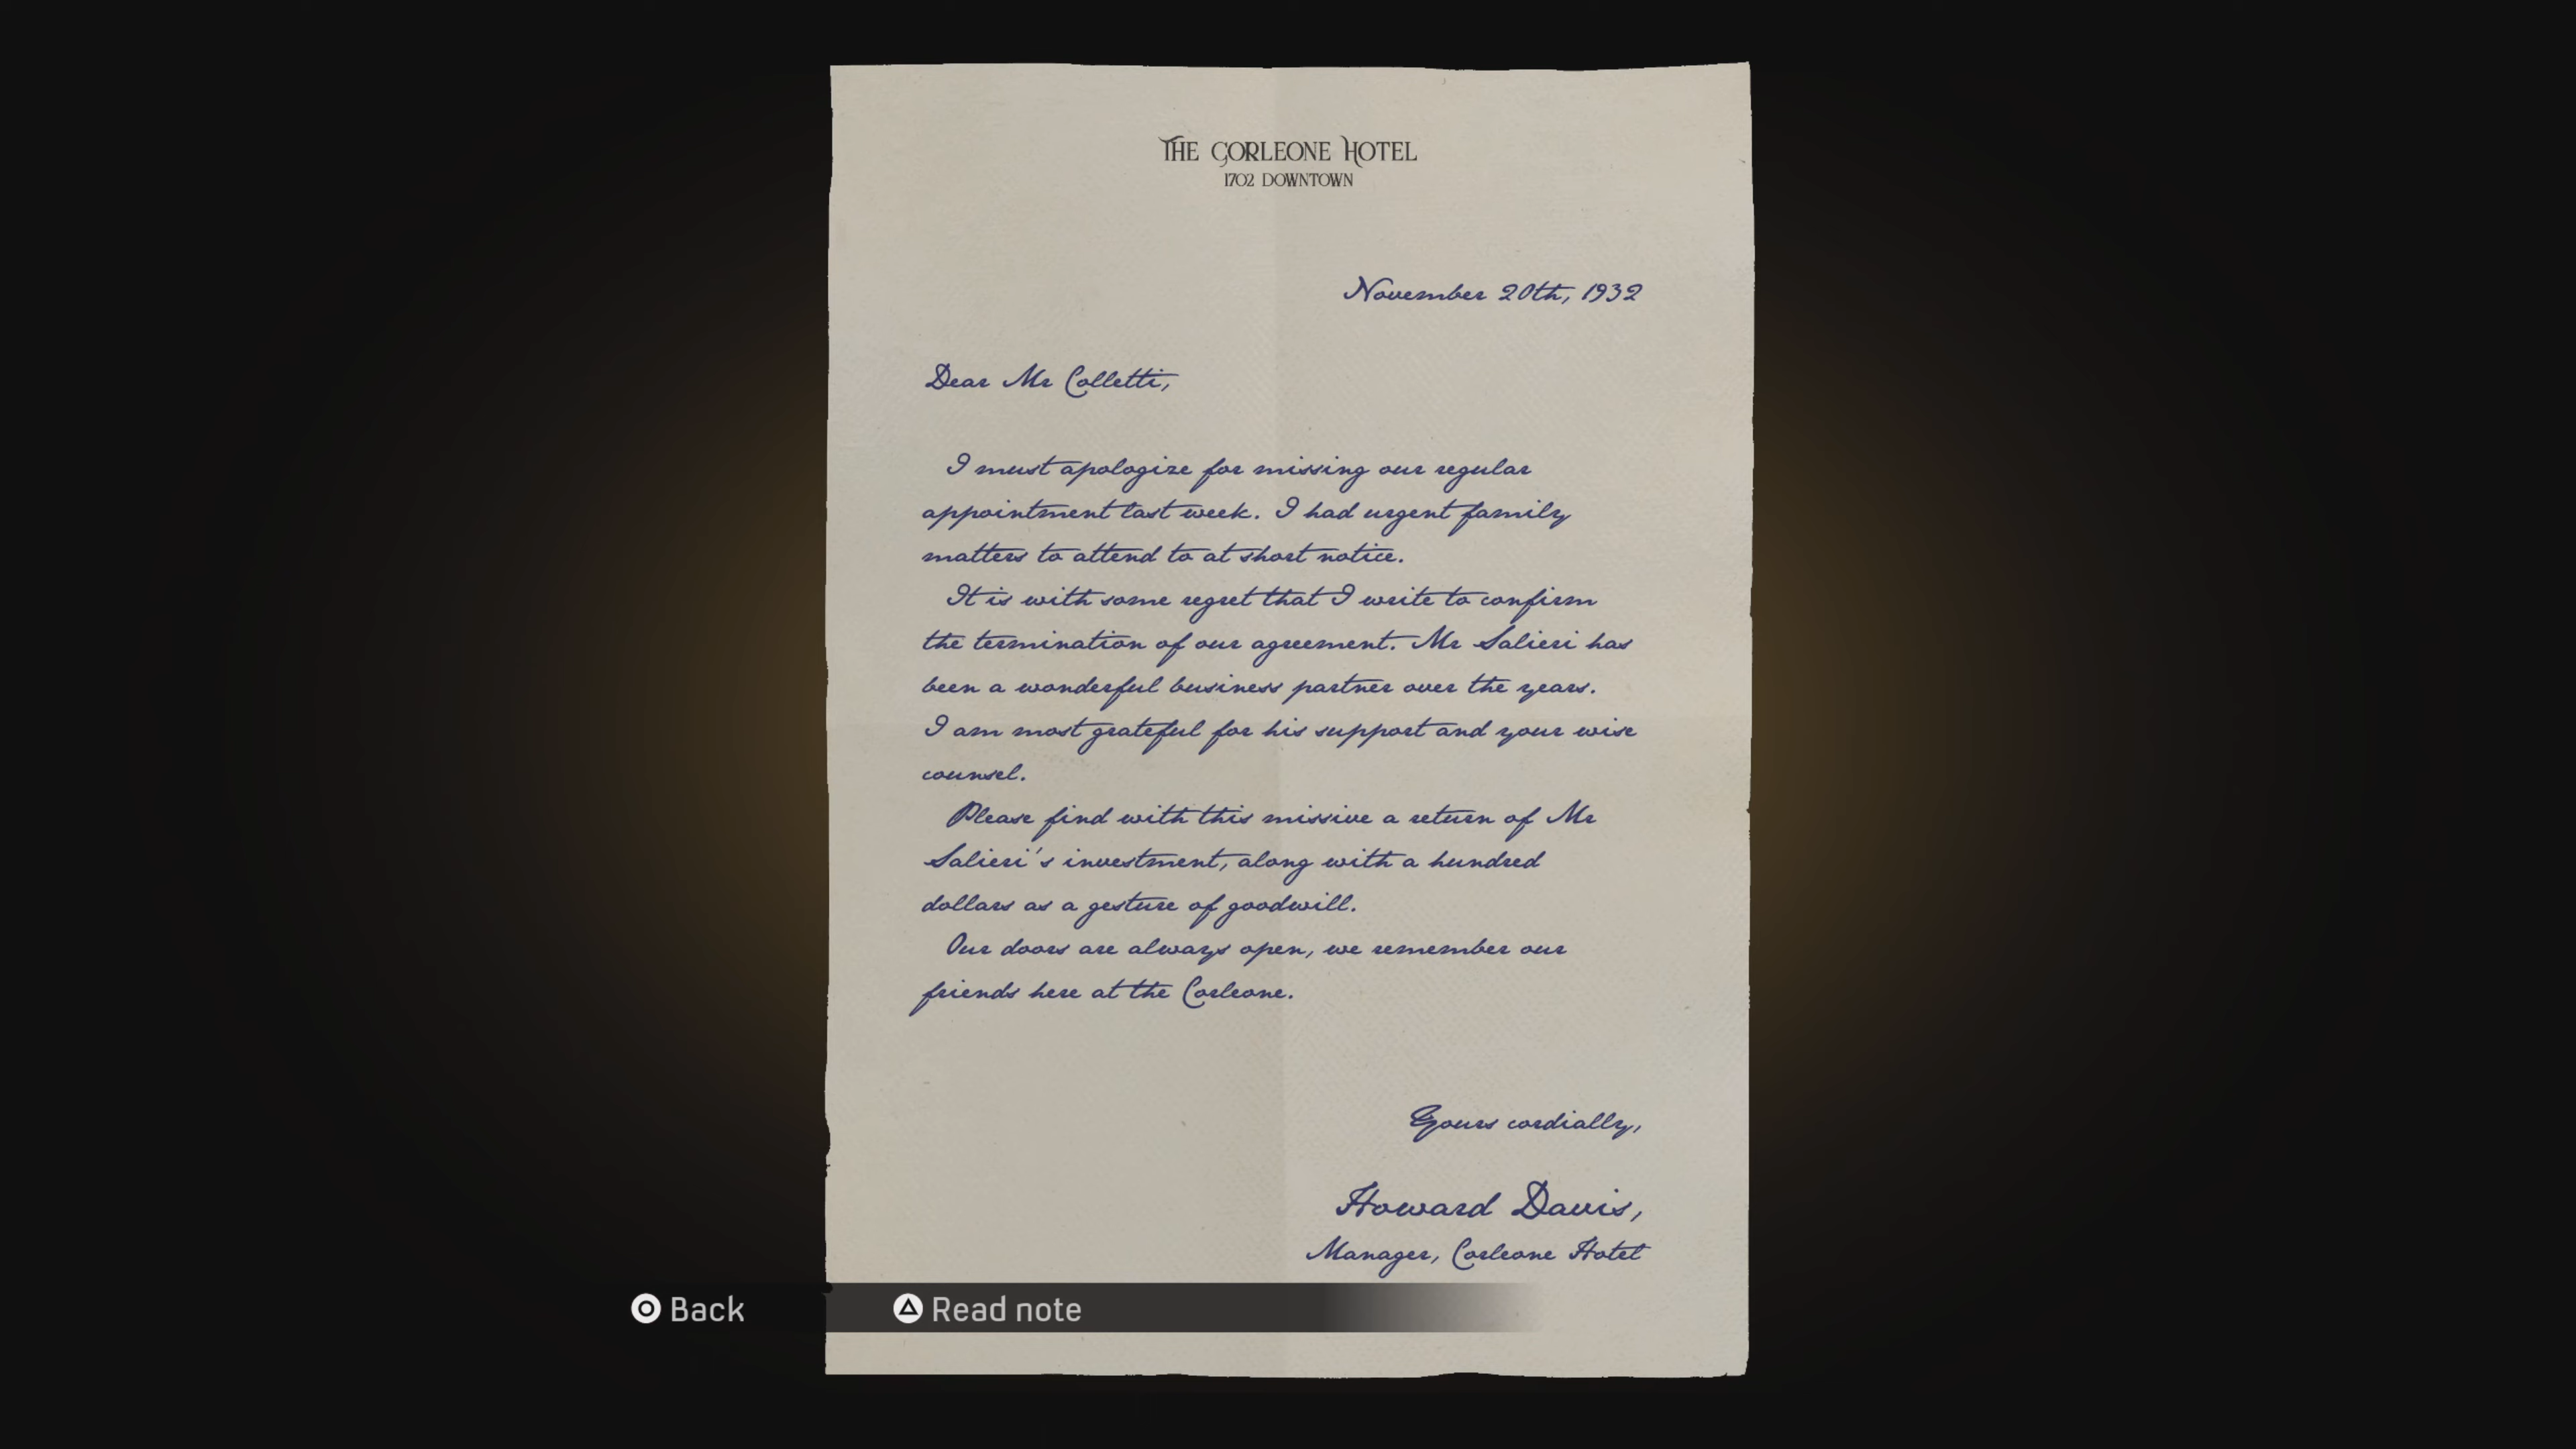 THE CORLEONE HOTEL
1702 DOWNTOWN
November 20th, 1932
Dear Mr Colletti,
I must apologize for missing our regular
appointment last week. I had urgent family
matters to attend to at short notice.
It is with some regret that I write to confirm
the termination of our agreement. Mr Salieri has
been a wonderful business partner over the years.
I am most grateful for his support and your wise
counsel.
Please find with this missive a return of Mr
Salieri's investment, along with a hundred
dollars as a gesture of goodwill.
Our doors are always open, we remember our
friends here at the Corleone.
Yours cordially,
Howard Davis,
Manager, Corleone Hotel
Back Read note